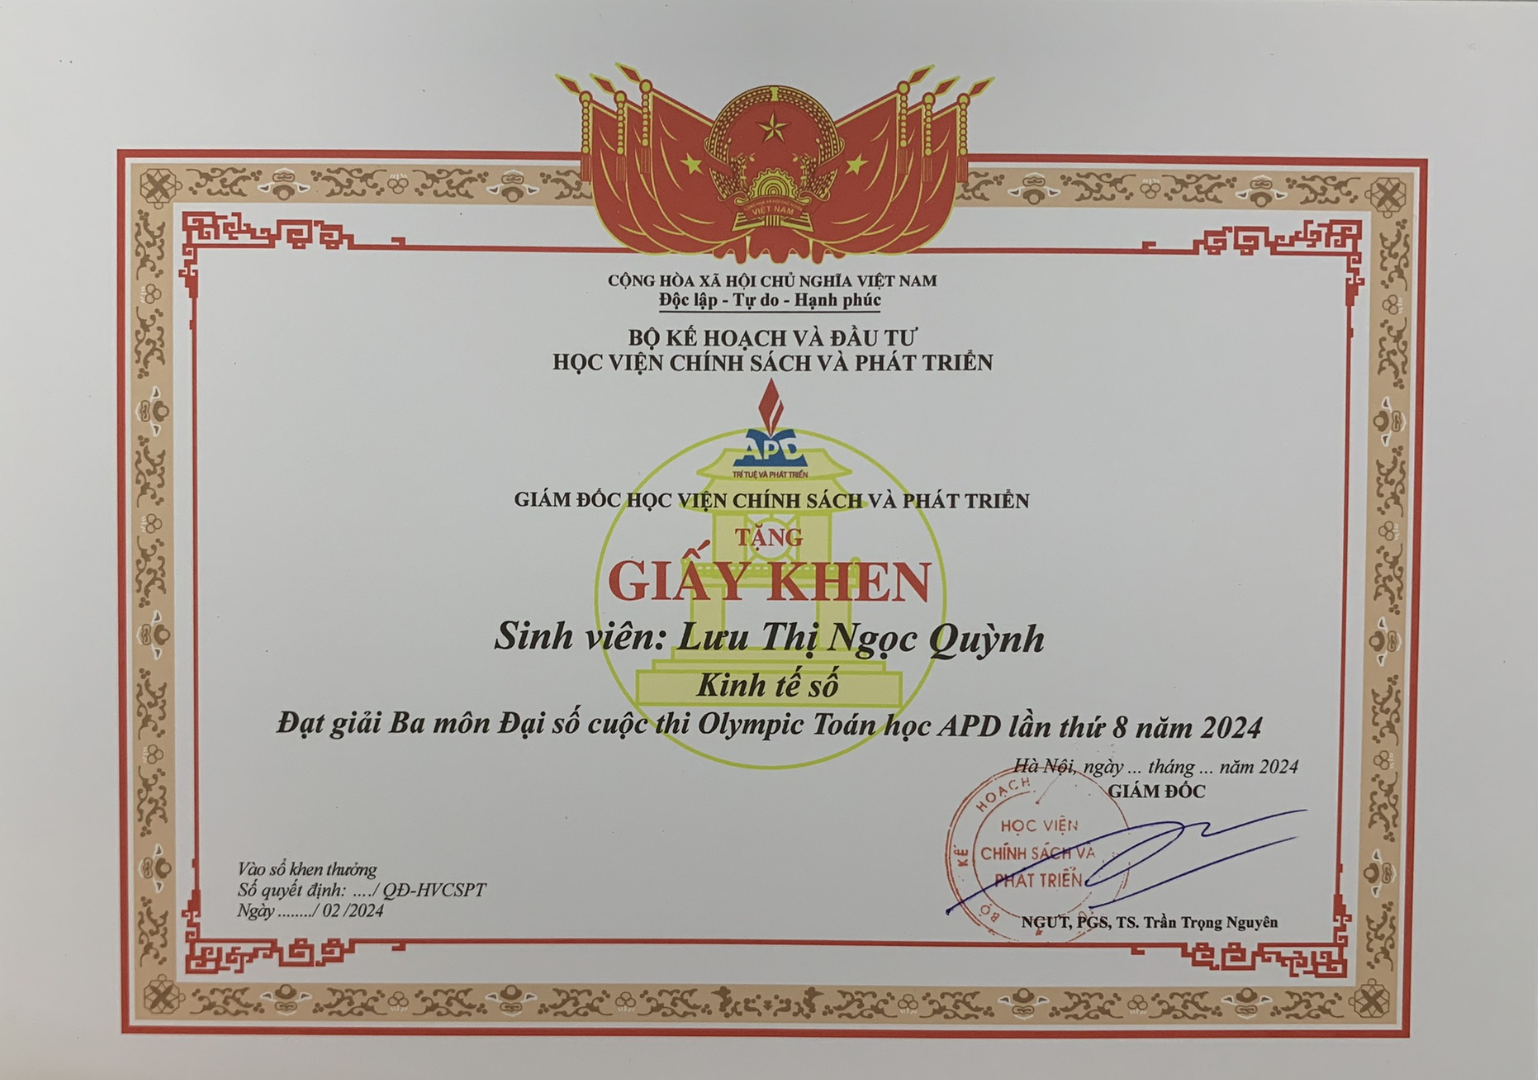 VIỆT NAM
CỘNG HÒA XÃ HỘI CHỦ NGHĨA VIỆT NAM
Độc lập - Tự do - Hạnh phúc
BỘ KẾ HOẠCH VÀ ĐẦU TƯ
HỌC VIỆN CHÍNH SÁCH VÀ PHÁT TRIỂN
APD
TRÍ TUỆ VÀ PHÁT TRIỂN
GIÁM ĐỐC HỌC VIỆN CHÍNH SÁCH VÀ PHÁT TRIỂN
TẶNG
GIẤY KHEN
Sinh viên: Lưu Thị Ngọc Quỳnh
Kinh tế số
Đạt giải Ba môn Đại số cuộc thi Olympic Toán học APD lần thứ 8 năm 2024
Hà Nội, ngày ... tháng ... năm 2024
GIÁM ĐỐC
BỘ KẾ HOẠCH
HỌC VIỆN
CHÍNH SÁCH VÀ
PHÁT TRIỂN
Vào sổ khen thưởng
Số quyết định: ..../ QĐ-HVCSPT
Ngày ......../ 02 /2024
NGƯT, PGS, TS. Trần Trọng Nguyên